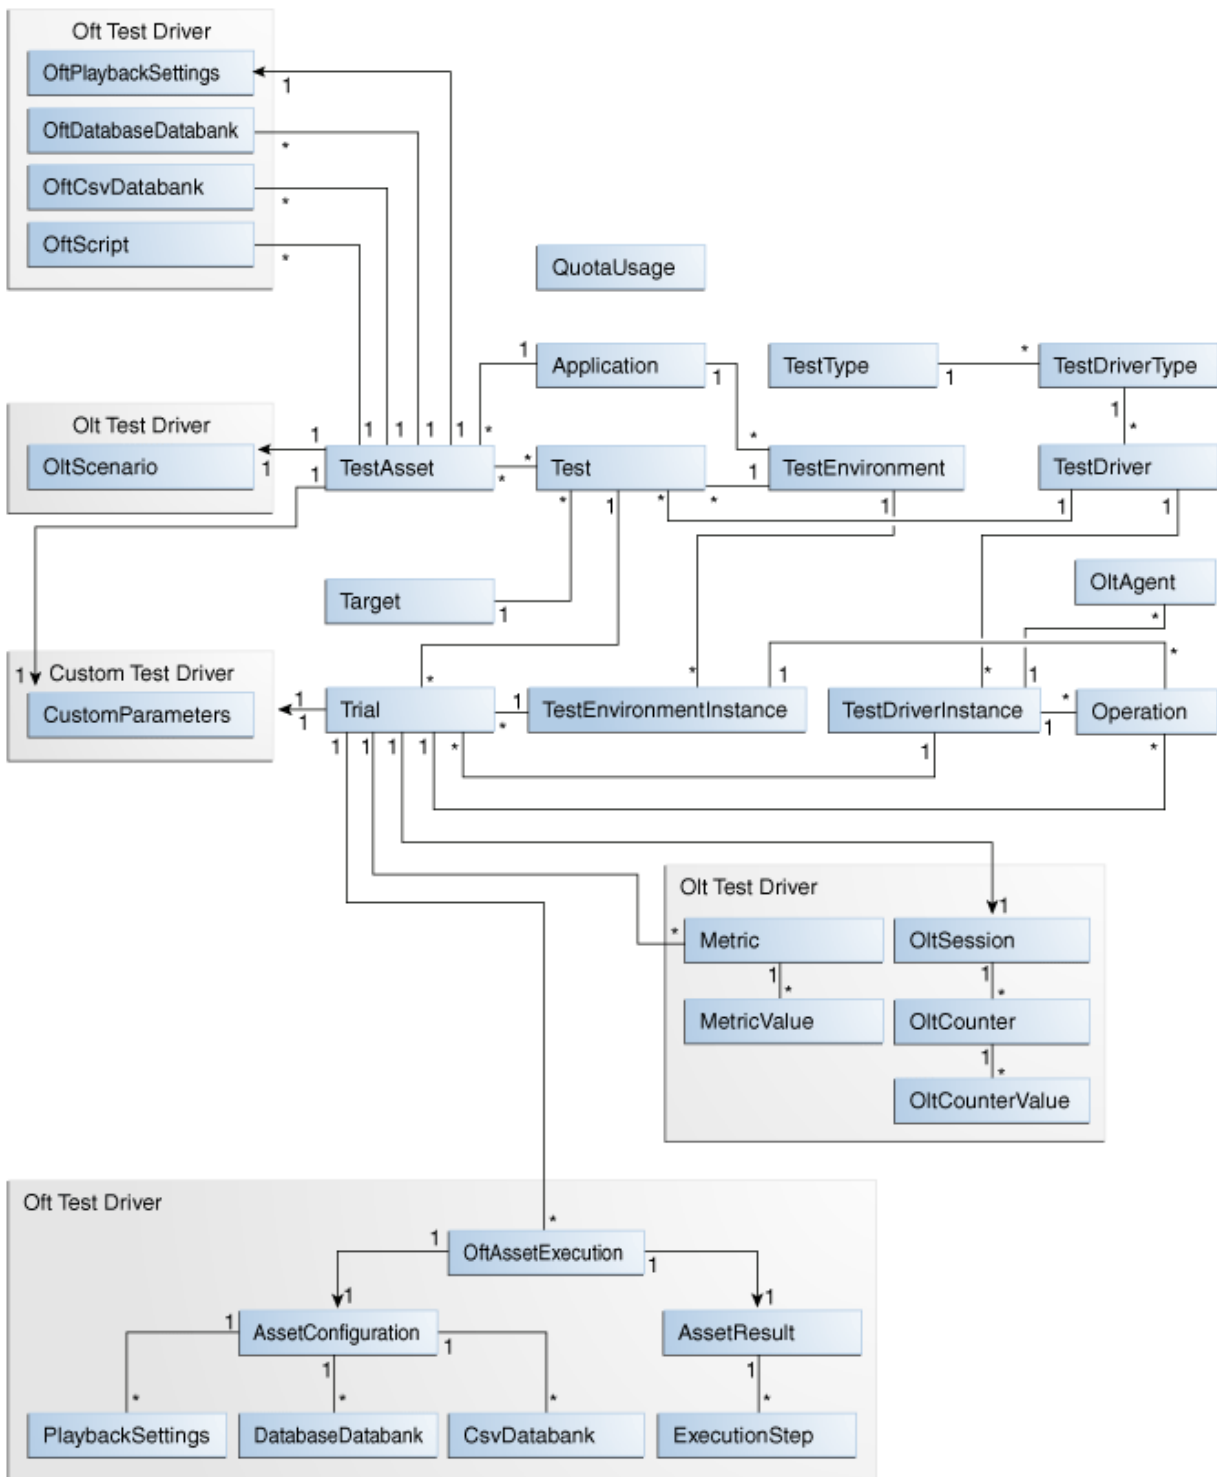 Oft Test Driver
OftPlaybackSettings
1
OftDatabaseDatabank
*
OftCsvDatabank
*
OftScript
*
QuotaUsage
1 Application 1
* TestType 1
* TestDriverType
1
*
Olt Test Driver
OltScenario
1
1
1
1 1 1 1 *
TestAsset
*
* Test
* *
1
*
*
1 TestEnvironment
1
TestDriver
1 1
OltAgent
*
Target
1
1
Custom Test Driver
CustomParameters
1
1
*
Trial
*
1
*
TestEnvironmentInstance
1
*
TestDriverInstance
1
1
*
*
Operation
*
1 1 1 1 *
1
Olt Test Driver
1
* Metric
OltSession
1
*
1
*
MetricValue
OltCounter
1
*
OltCounterValue
Oft Test Driver
*
1 OftAssetExecution 1
1
1
1 AssetConfiguration 1
AssetResult
1
1
* * * *
PlaybackSettings
DatabaseDatabank
CsvDatabank
ExecutionStep